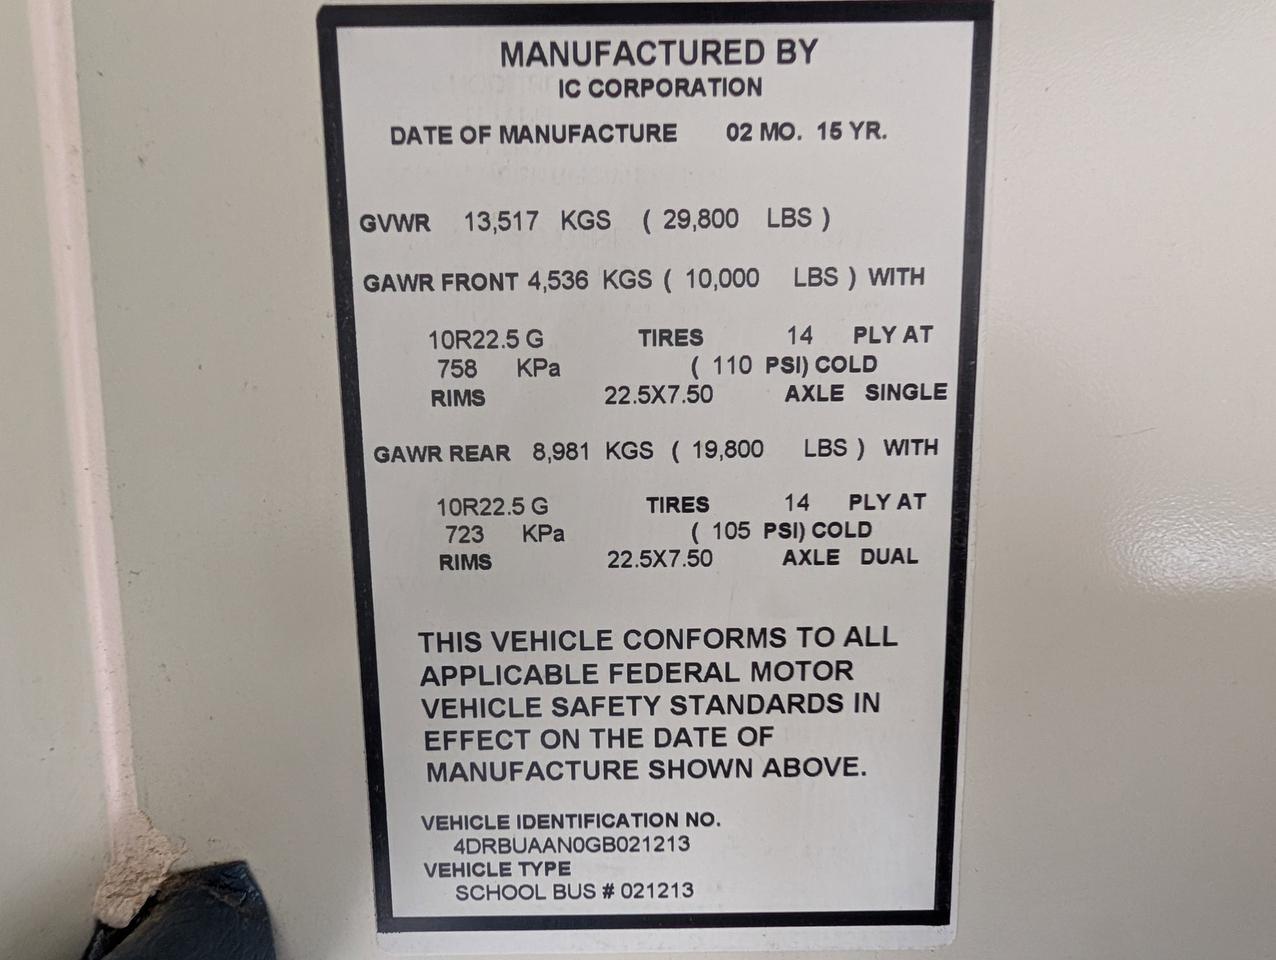 MANUFACTURED BY
IC CORPORATION
DATE OF MANUFACTURE 02 MO. 15 YR.
GVWR 13,517 KGS ( 29,800 LBS )
GAWR FRONT 4,536 KGS ( 10,000 LBS ) WITH
10R22.5 G TIRES 14 PLY AT
758 KPa ( 110 PSI) COLD
RIMS 22.5X7.50 AXLE SINGLE
GAWR REAR 8,981 KGS ( 19,800 LBS ) WITH
10R22.5 G TIRES 14 PLY AT
723 KPa ( 105 PSI) COLD
RIMS 22.5X7.50 AXLE DUAL
THIS VEHICLE CONFORMS TO ALL
APPLICABLE FEDERAL MOTOR
VEHICLE SAFETY STANDARDS IN
EFFECT ON THE DATE OF
MANUFACTURE SHOWN ABOVE.
VEHICLE IDENTIFICATION NO.
4DRBUAAN0GB021213
VEHICLE TYPE
SCHOOL BUS # 021213